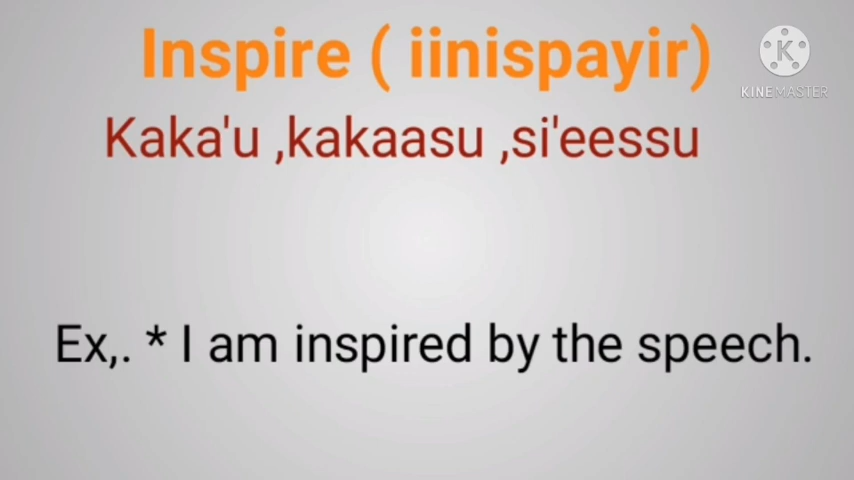 Inspire ( iinispayir)
K
KINEMASTER
Kaka'u ,kakaasu ,si'eessu
Ex,. * I am inspired by the speech.